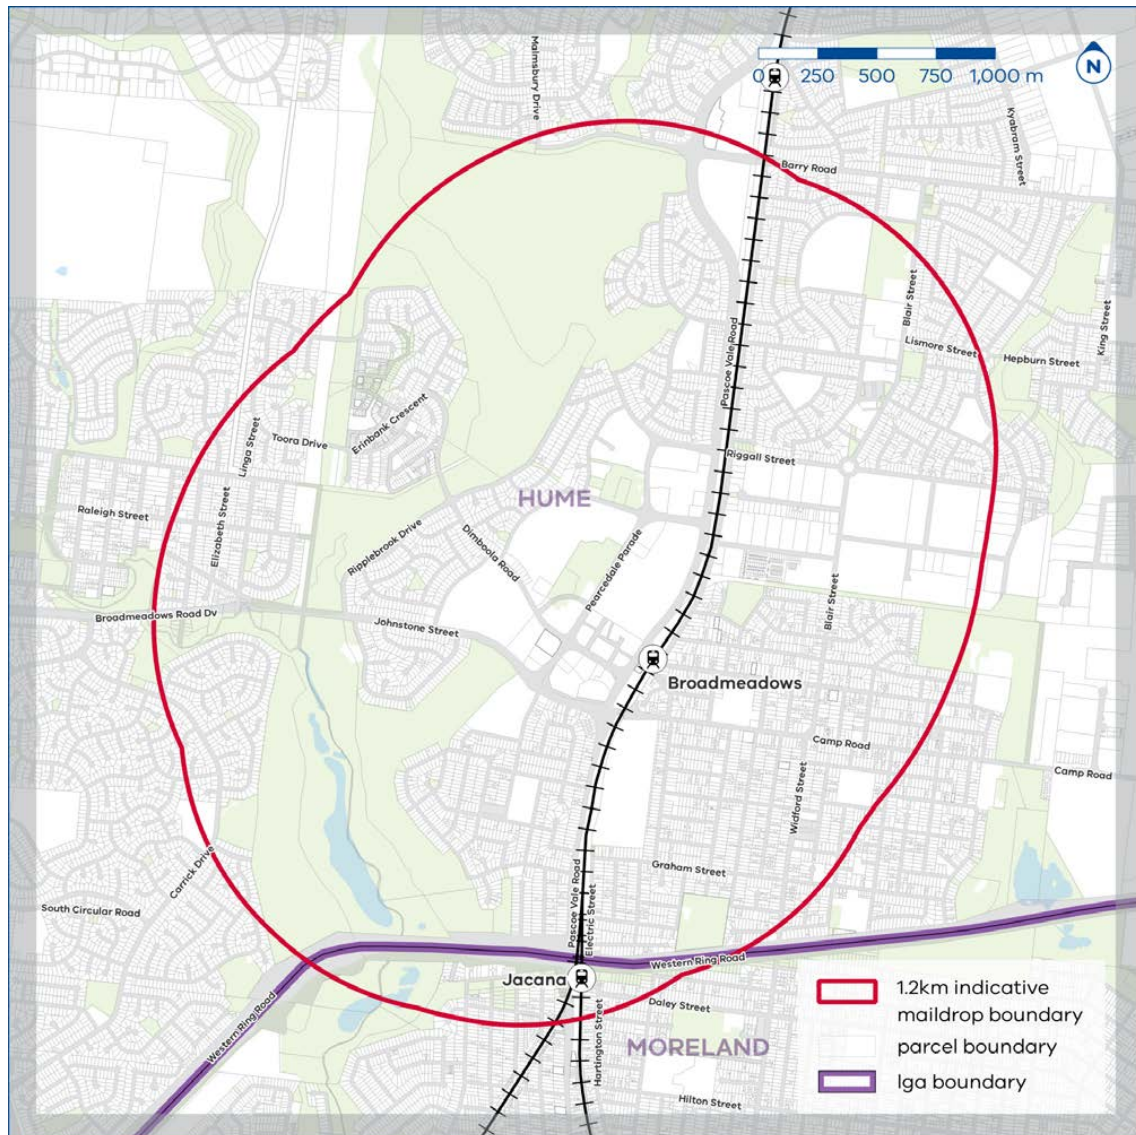 Malmsbury Drive
0 250 500 750 1,000 m
N
Kyabram Street
Barry Road
Blair Street
King Street
Lismore Street
Hepburn Street
Pascoe Vale Road
Erinbank Crescent
Toora Drive
Linga Street
Riggall Street
HUME
Raleigh Street
Elizabeth Street
Ripplebrook Drive
Dimboola Road
Pearcedale Parade
Blair Street
Broadmeadows Road Dv
Johnstone Street
Broadmeadows
Camp Road
Camp Road
Widford Street
Carrick Drive
Graham Street
Pascoe Vale Road
Electric Street
South Circular Road
Western Ring Road
Jacana
Western Ring Road
Daley Street
Hartington Street
MORELAND
Hilton Street
1.2km indicative
maildrop boundary
parcel boundary
lga boundary